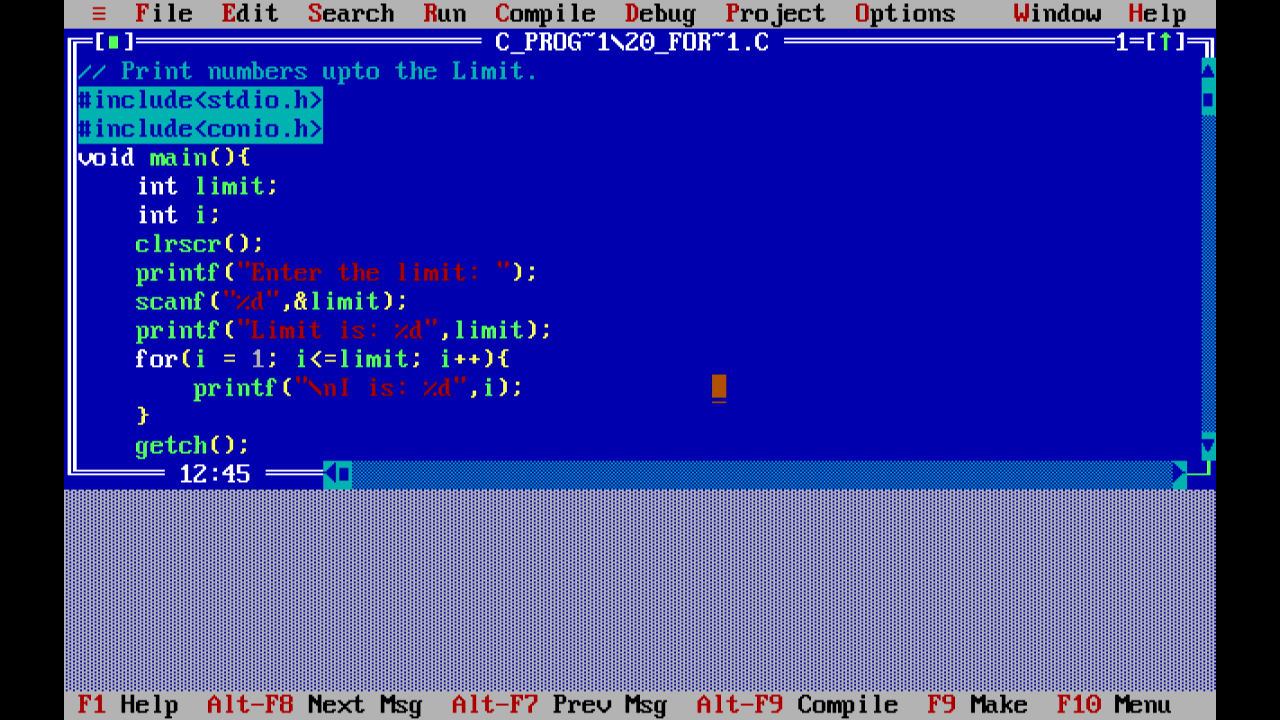 ≡ File Edit Search Run Compile Debug Project Options Window Help
[■] C_PROG~1\20_FOR~1.C 1=[↑]
// Print numbers upto the Limit.
#include<stdio.h>
#include<conio.h>
void main(){
int limit;
int i;
clrscr();
printf("Enter the limit: ");
scanf("%d",&limit);
printf("Limit is: %d",limit);
for(i = 1; i<=limit; i++){
printf("\nI is: %d",i);
}
getch();
12:45
F1 Help Alt-F8 Next Msg Alt-F7 Prev Msg Alt-F9 Compile F9 Make F10 Menu